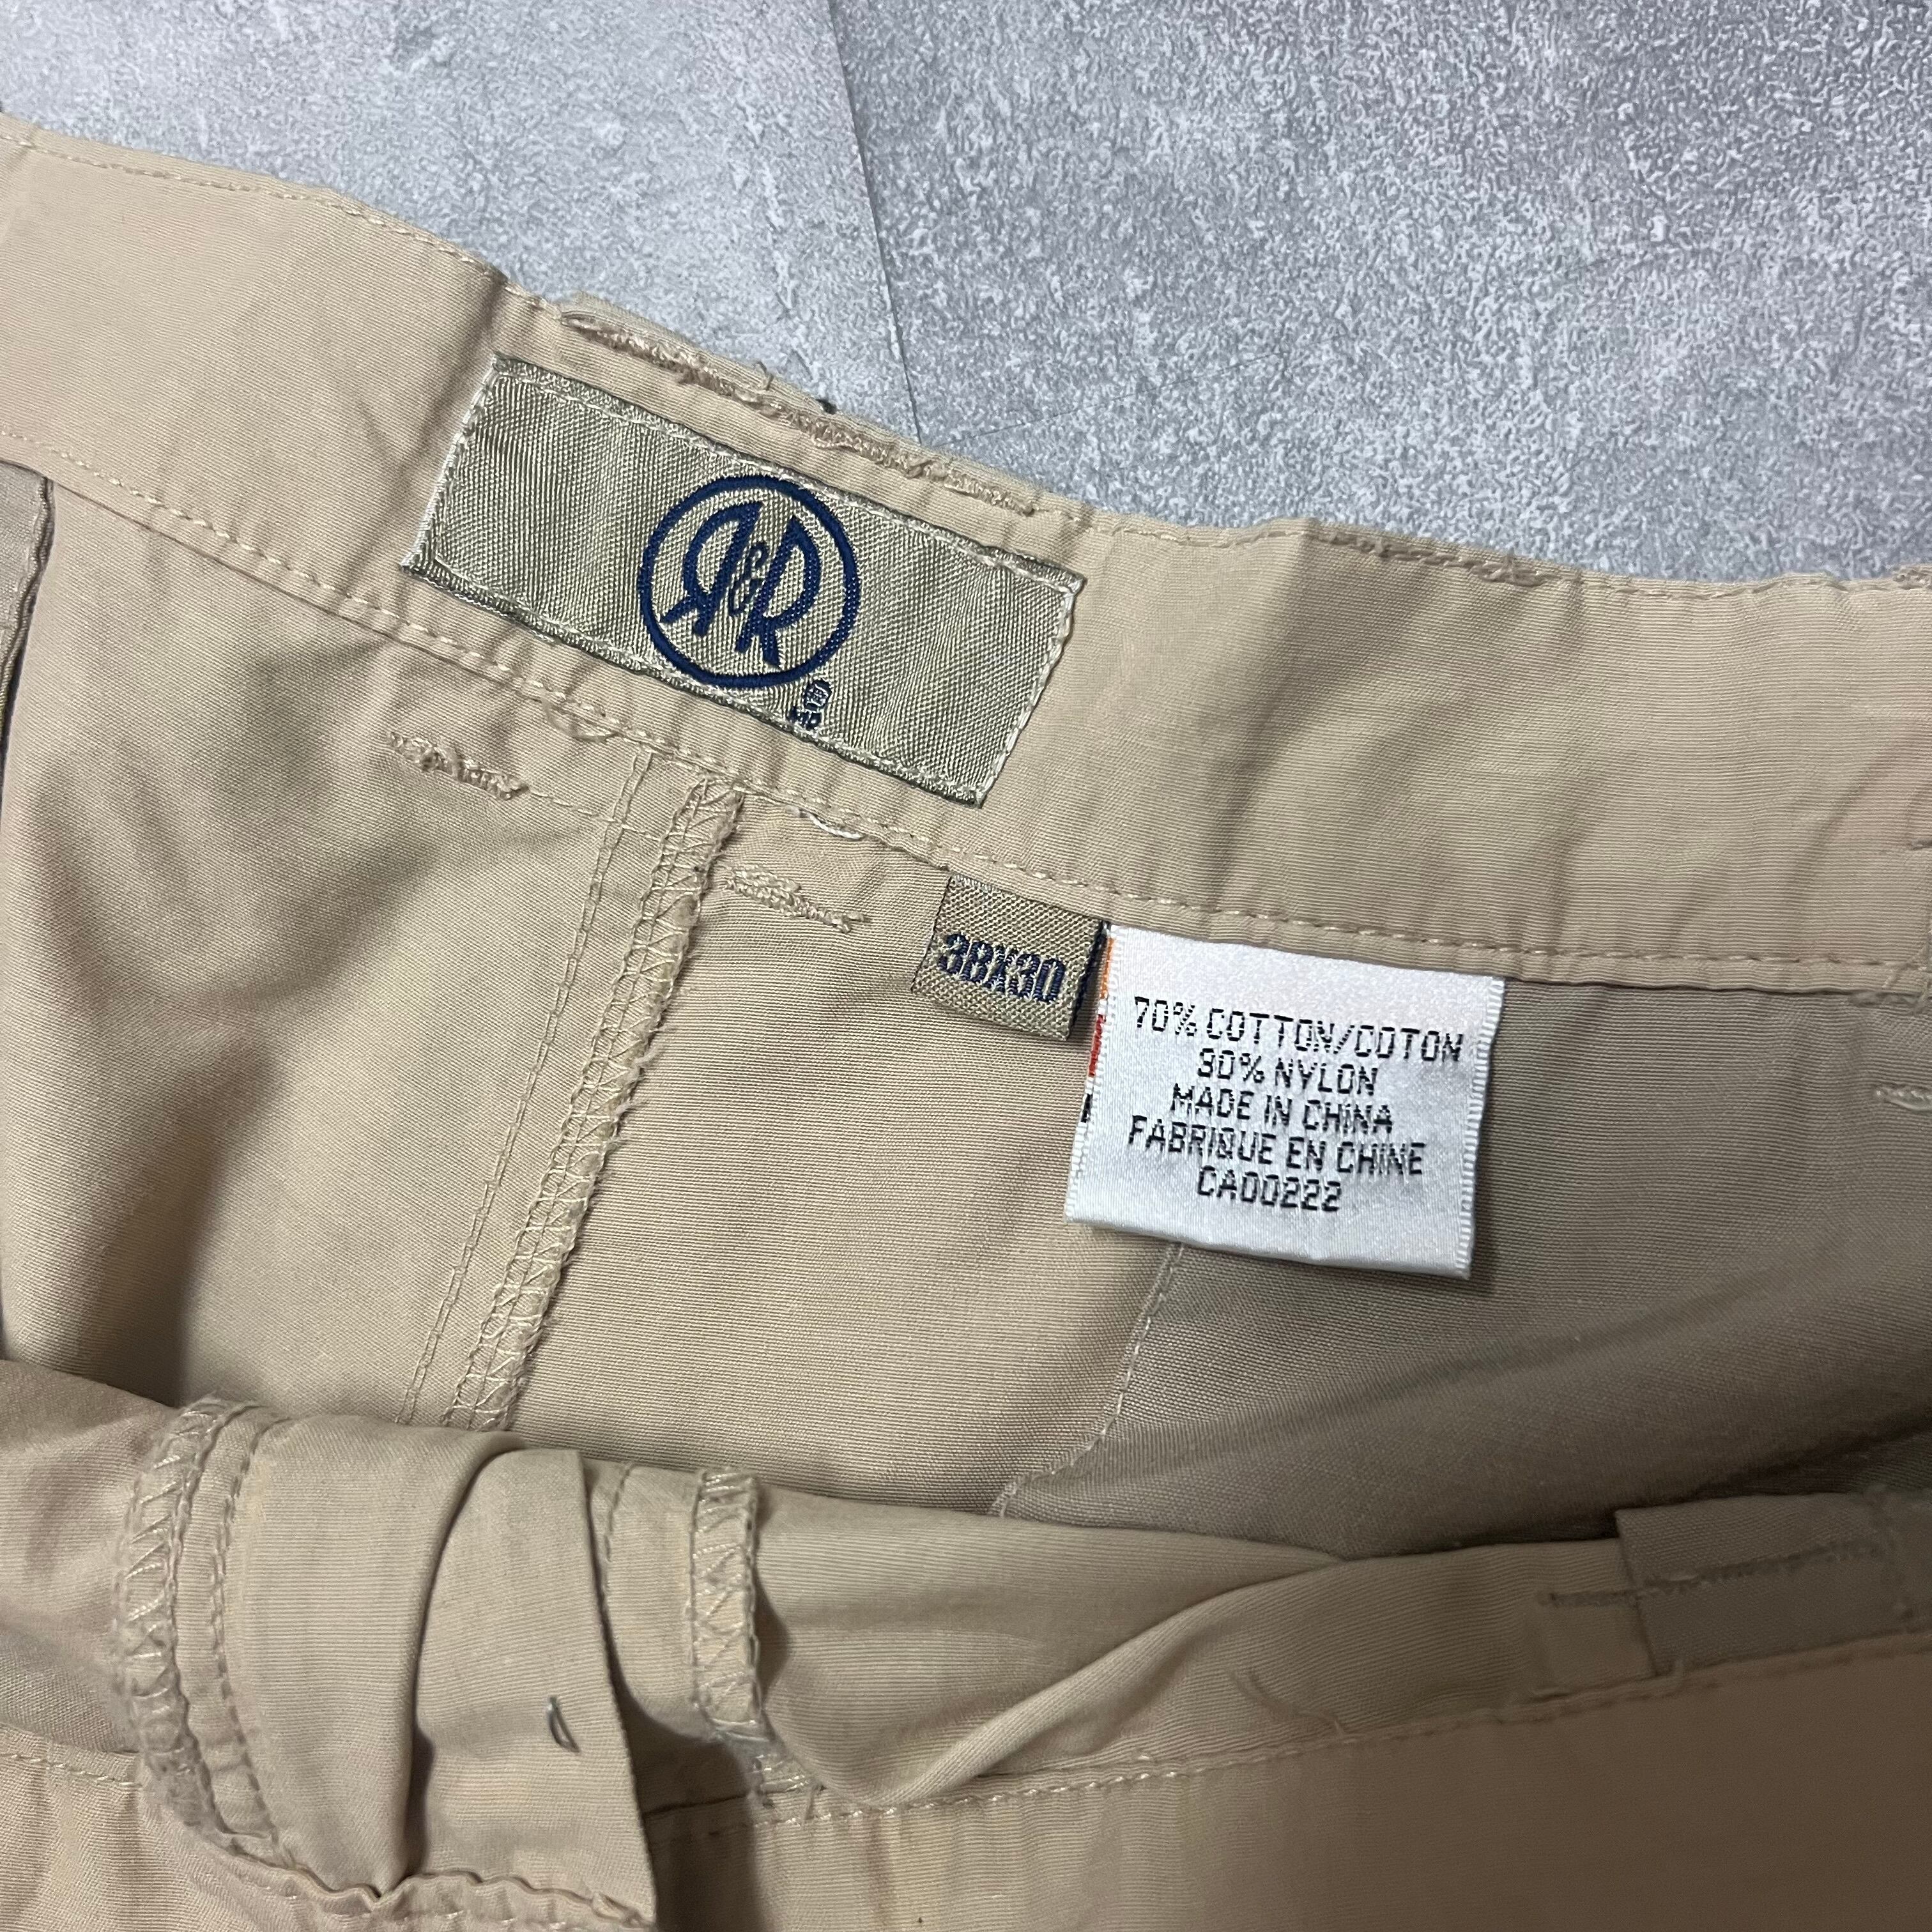 R&R
38X30
70% COTTON/COTON
30% NYLON
MADE IN CHINA
FABRIQUE EN CHINE
CA00222